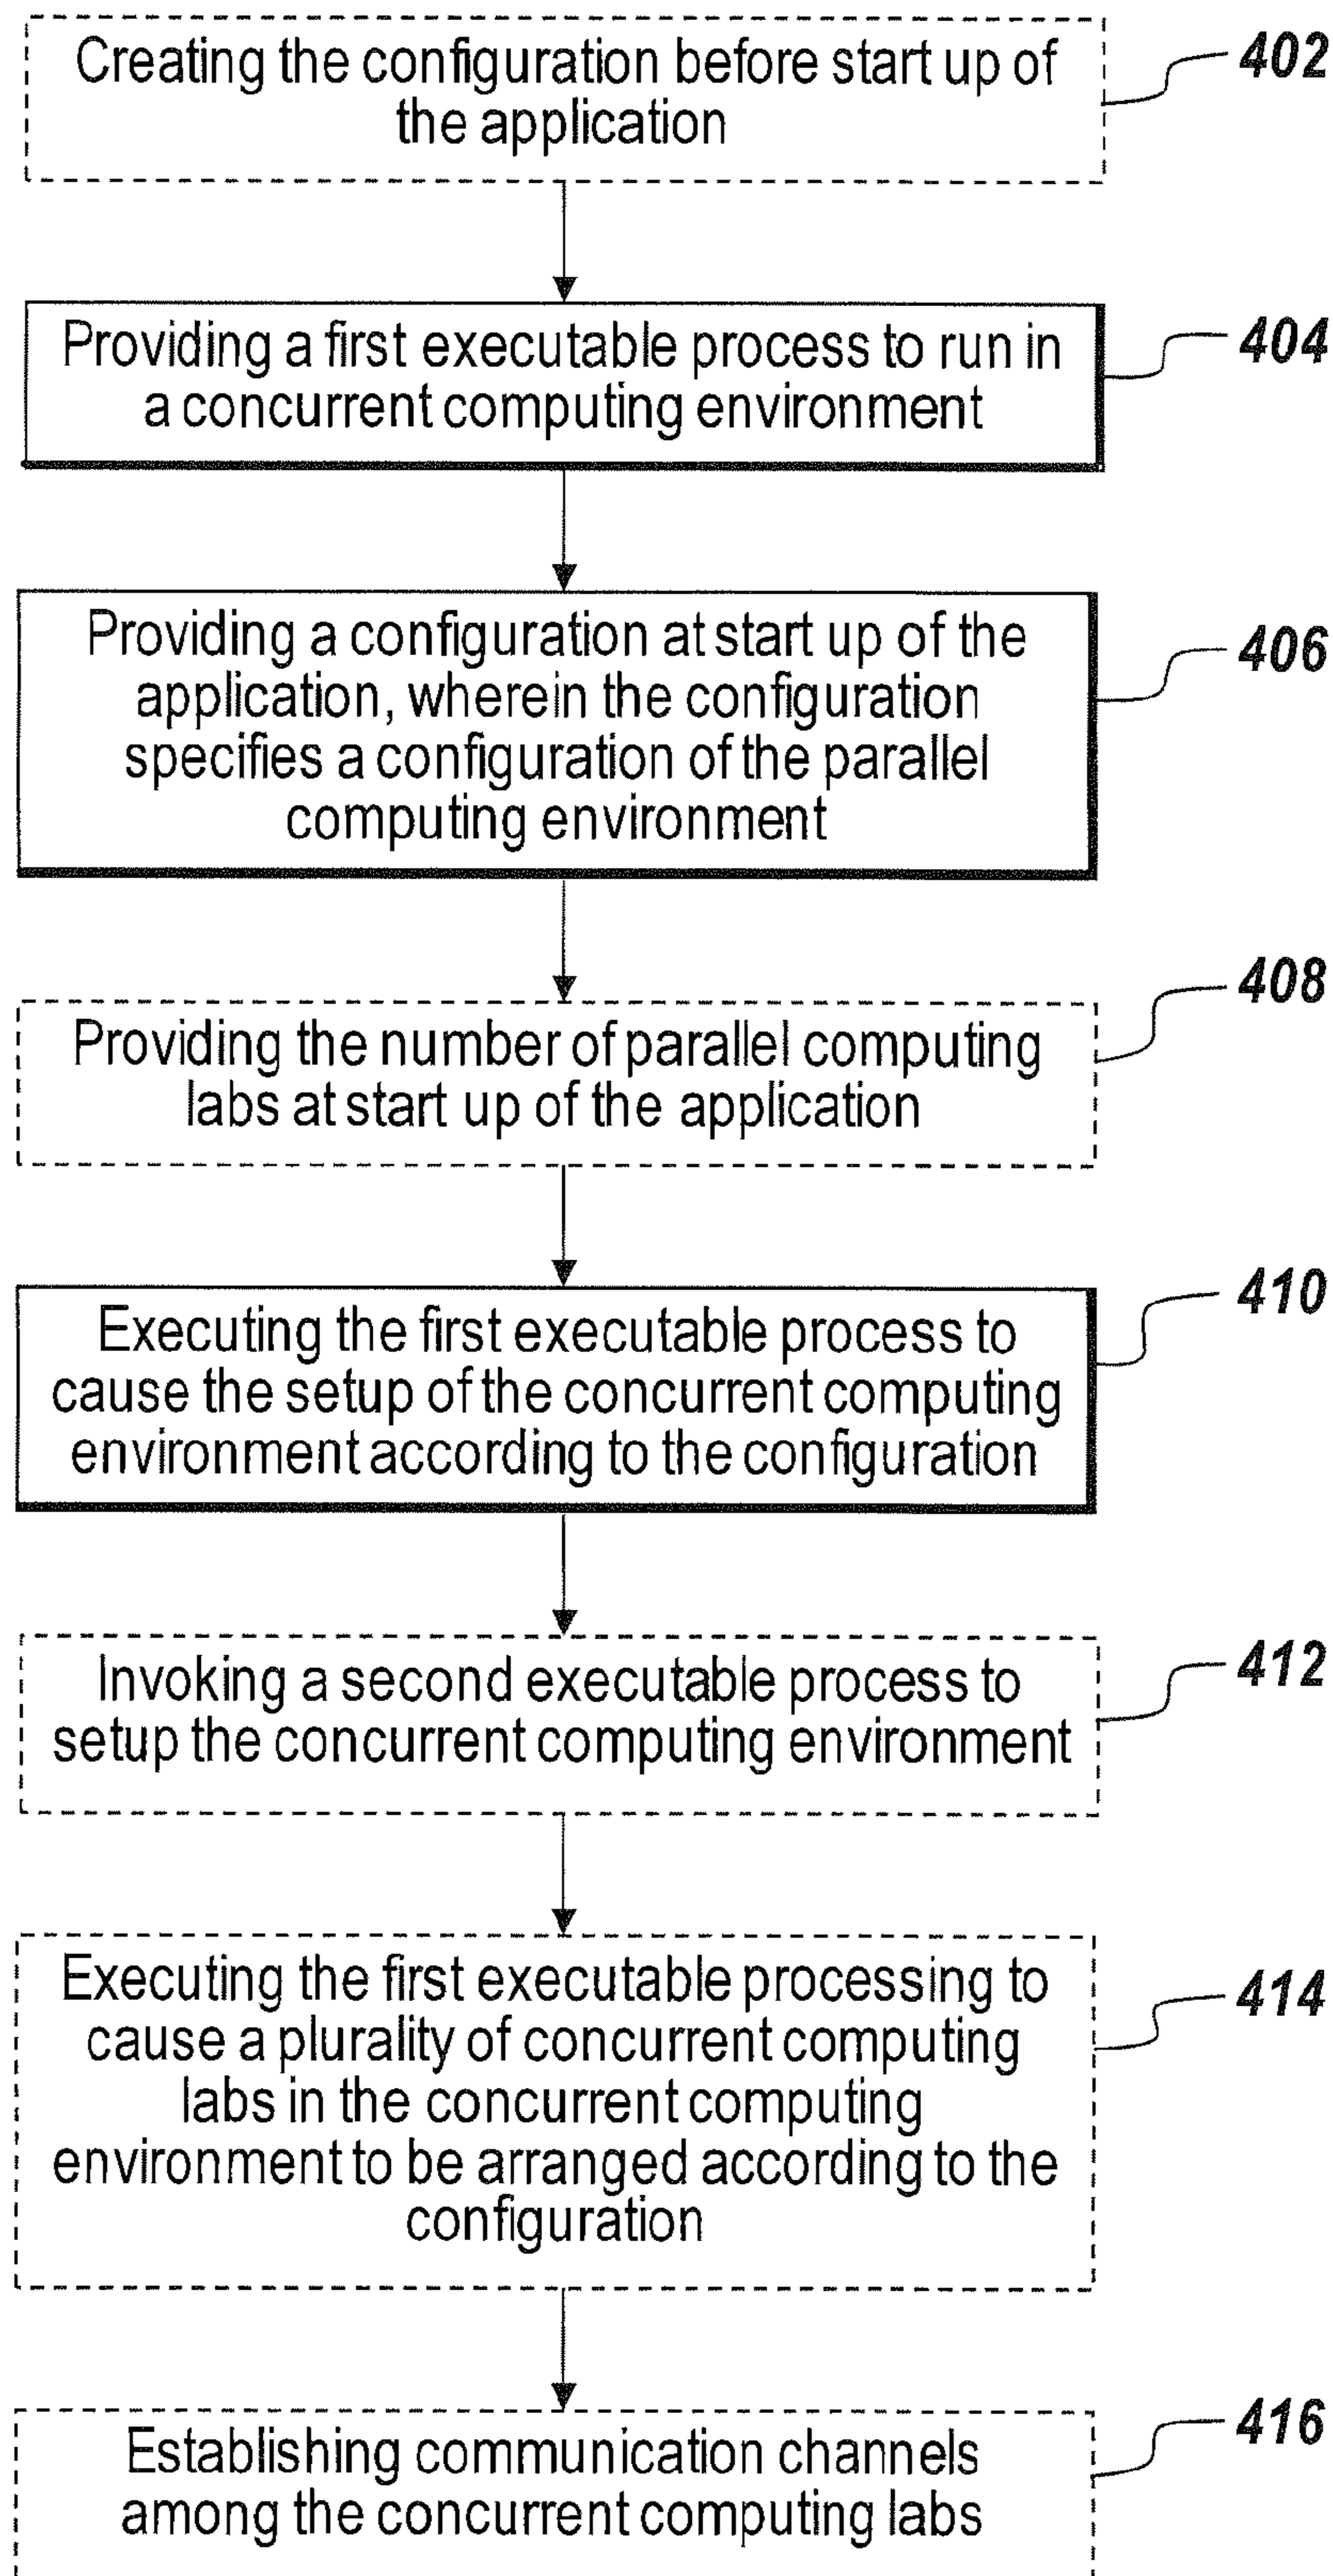 Creating the configuration before start up of
the application
402
Providing a first executable process to run in
a concurrent computing environment
404
Providing a configuration at start up of the
application, wherein the configuration
specifies a configuration of the parallel
computing environment
406
Providing the number of parallel computing
labs at start up of the application
408
Executing the first executable process to
cause the setup of the concurrent computing
environment according to the configuration
410
Invoking a second executable process to
setup the concurrent computing environment
412
Executing the first executable processing to
cause a plurality of concurrent computing
labs in the concurrent computing
environment to be arranged according to the
configuration
414
Establishing communication channels
among the concurrent computing labs
416